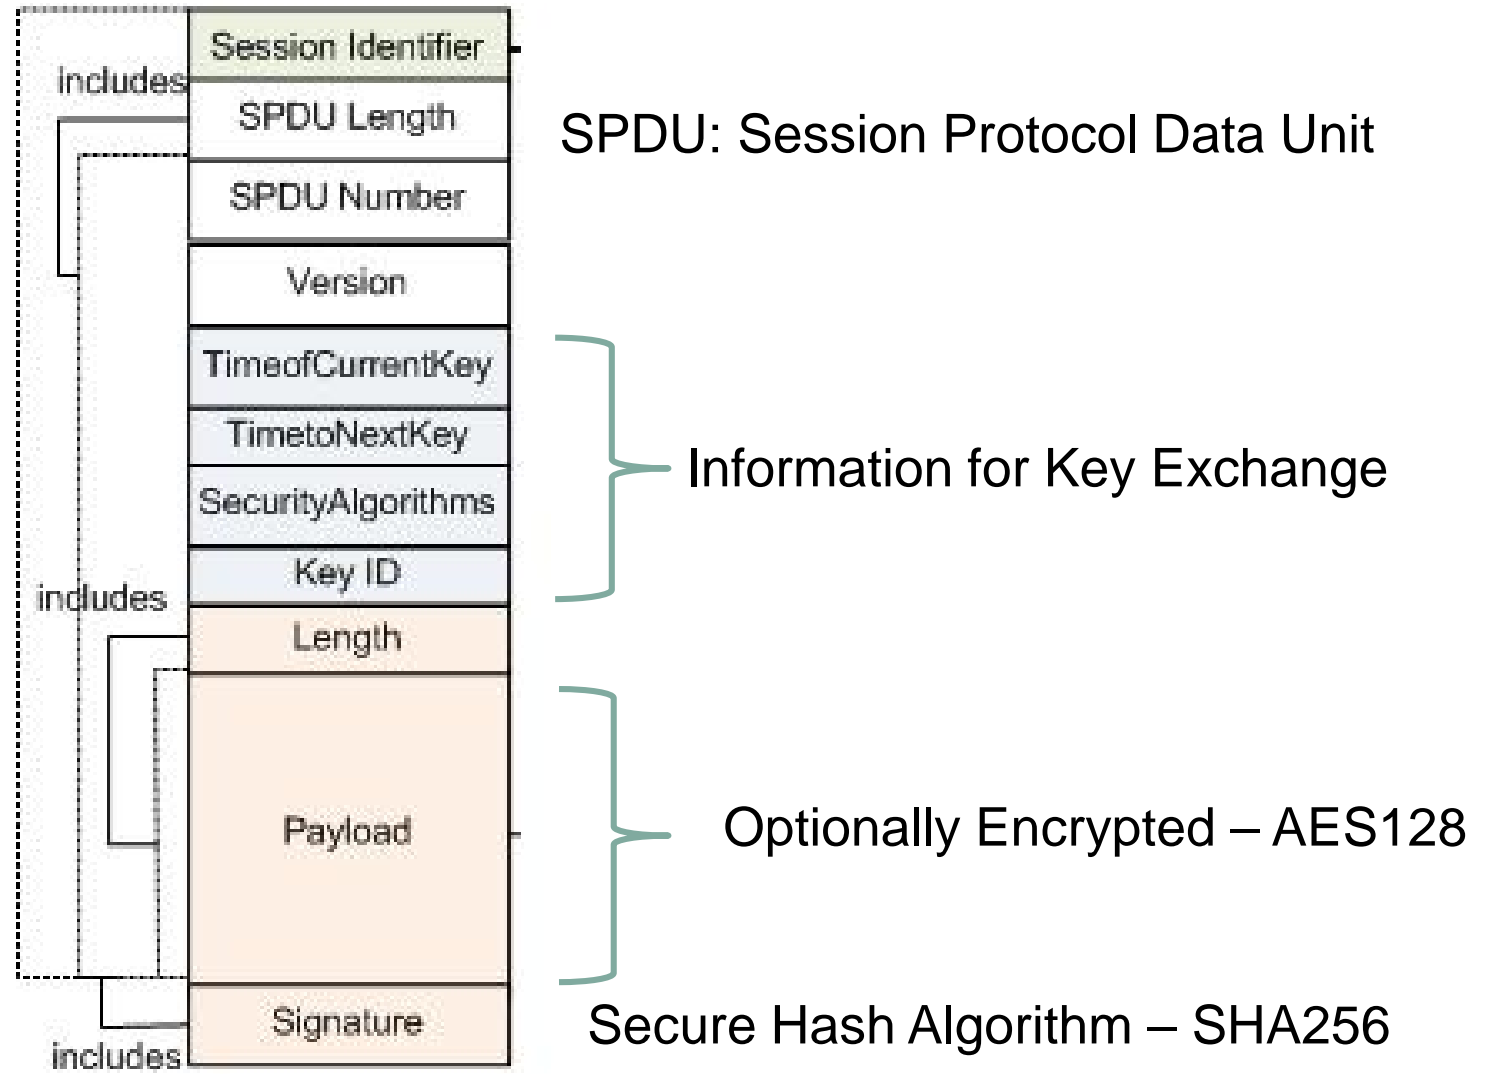 Session Identifier
includes
SPDU Length
SPDU: Session Protocol Data Unit
SPDU Number
Version
TimeofCurrentKey
TimetoNextKey
Information for Key Exchange
SecurityAlgorithms
Key ID
includes
Length
Payload
Optionally Encrypted – AES128
Signature
Secure Hash Algorithm – SHA256
includes